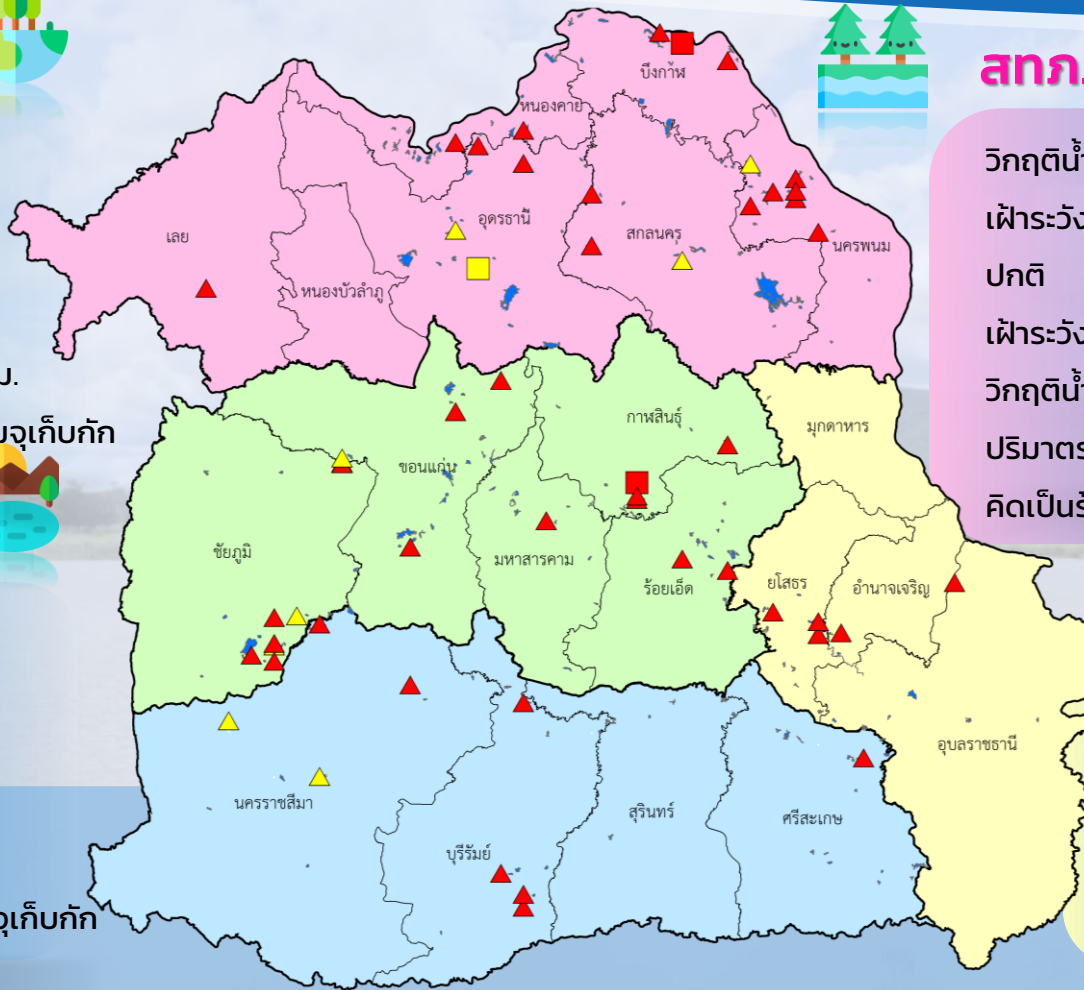 สทภ.
วิกฤติน้ำ
เฝ้าระวัง
ปกติ
เฝ้าระวัง
วิกฤติน้ำ
ปริมาตร
คิดเป็นร้
ม.
มจุเก็บกัก
จุเก็บกัก
บึงกาฬ
หนองคาย
เลย
อุดรธานี
สกลนคร
นครพนม
หนองบัวลำภู
กาฬสินธุ์
มุกดาหาร
ขอนแก่น
ชัยภูมิ
มหาสารคาม
ร้อยเอ็ด
ยโสธร
อำนาจเจริญ
อุบลราชธานี
นครราชสีมา
บุรีรัมย์
สุรินทร์
ศรีสะเกษ